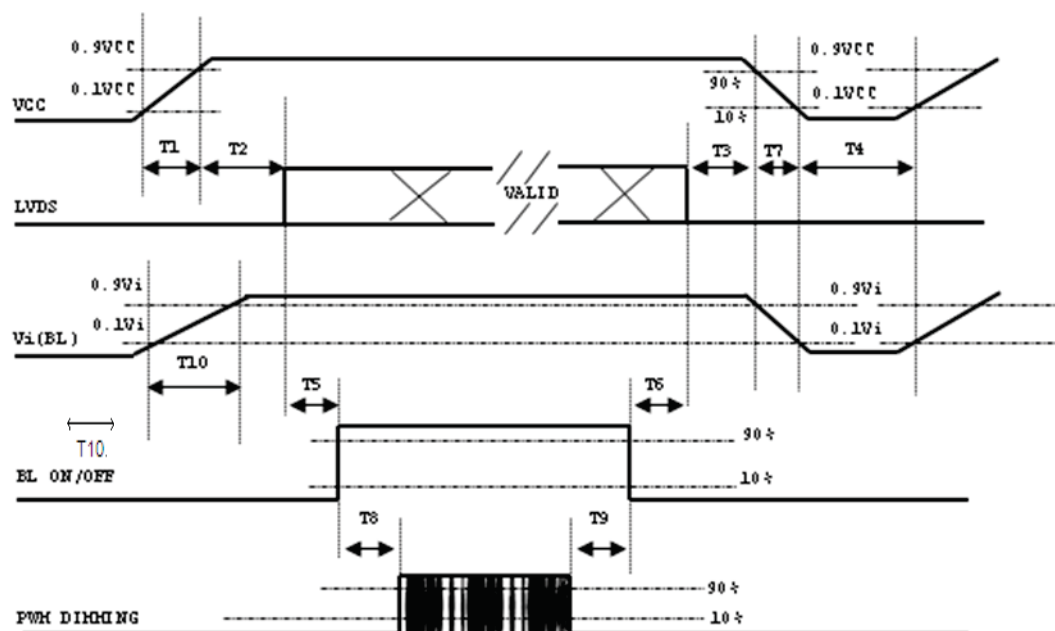 0.9VCC 0.9VCC
90%
0.1VCC 0.1VCC
VCC 10%
T1 T2 T3 T7 T4
VALID
LVDS
0.9Vi 0.9Vi
0.1Vi 0.1Vi
Vi(BL)
T10
T5 T6
90%
T10.
BL ON/OFF 10%
T8 T9
90%
PWM DIMMING 10%